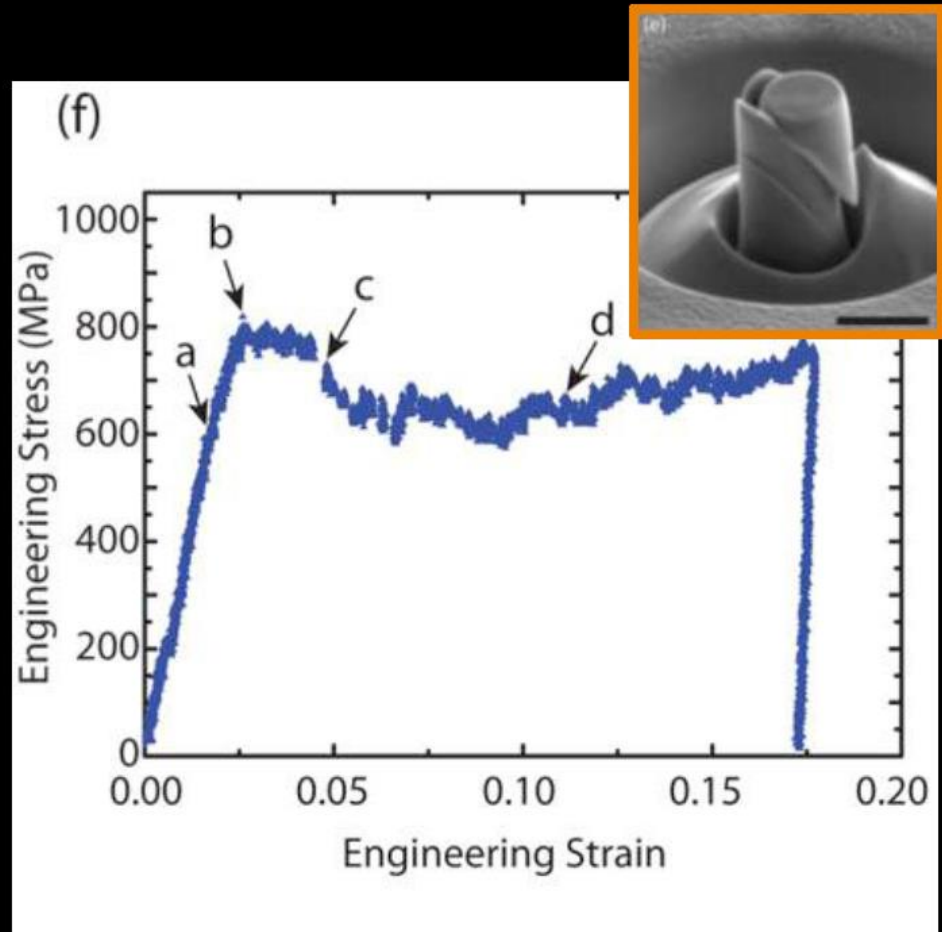 (e)
(f)
1000
800
600
400
200
0
Engineering Stress (MPa)
a
b
c
d
0.00 0.05 0.10 0.15 0.20
Engineering Strain